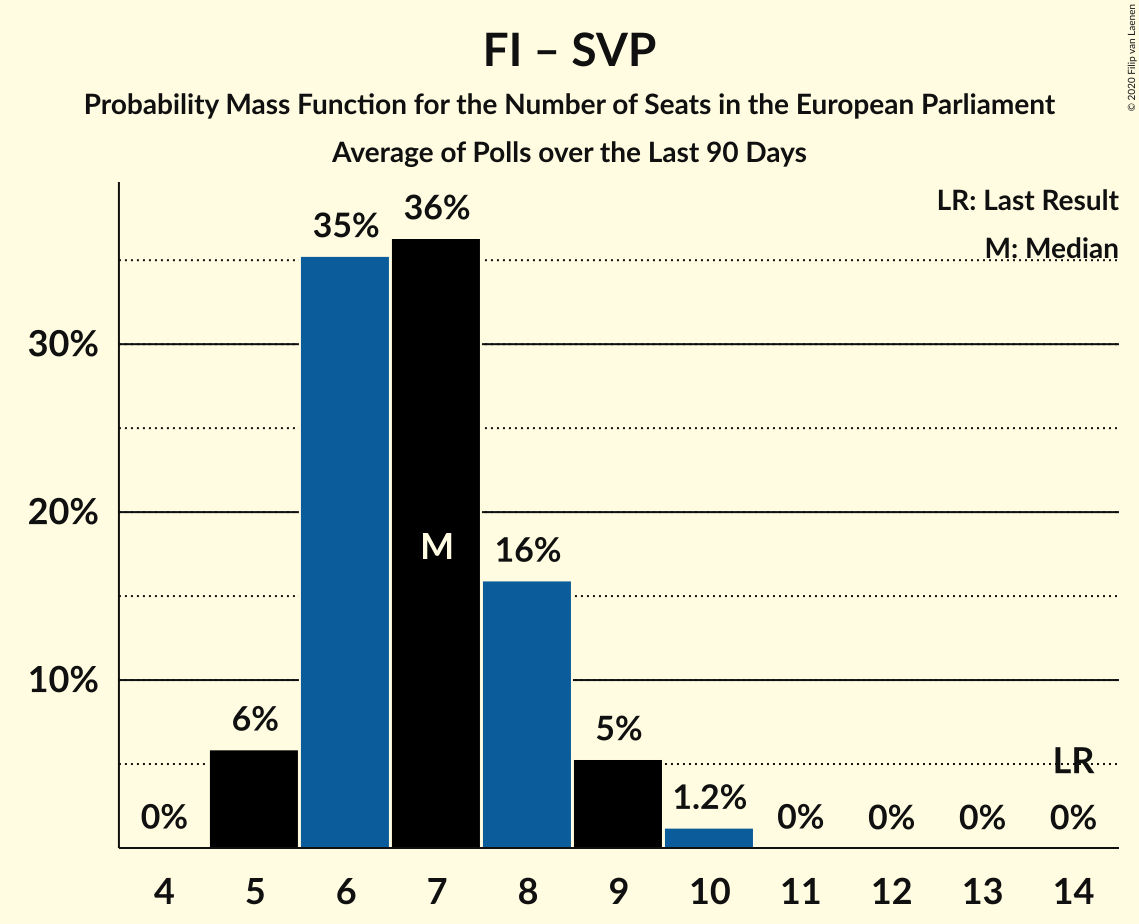 FI – SVP
Probability Mass Function for the Number of Seats in the European Parliament
Average of Polls over the Last 90 Days
© 2020 Filip van Laenen
LR: Last Result
M: Median
30%
20%
10%
0%
6%
35%
36%
M
16%
5%
1.2%
0%
0%
0%
LR
0%
4 5 6 7 8 9 10 11 12 13 14